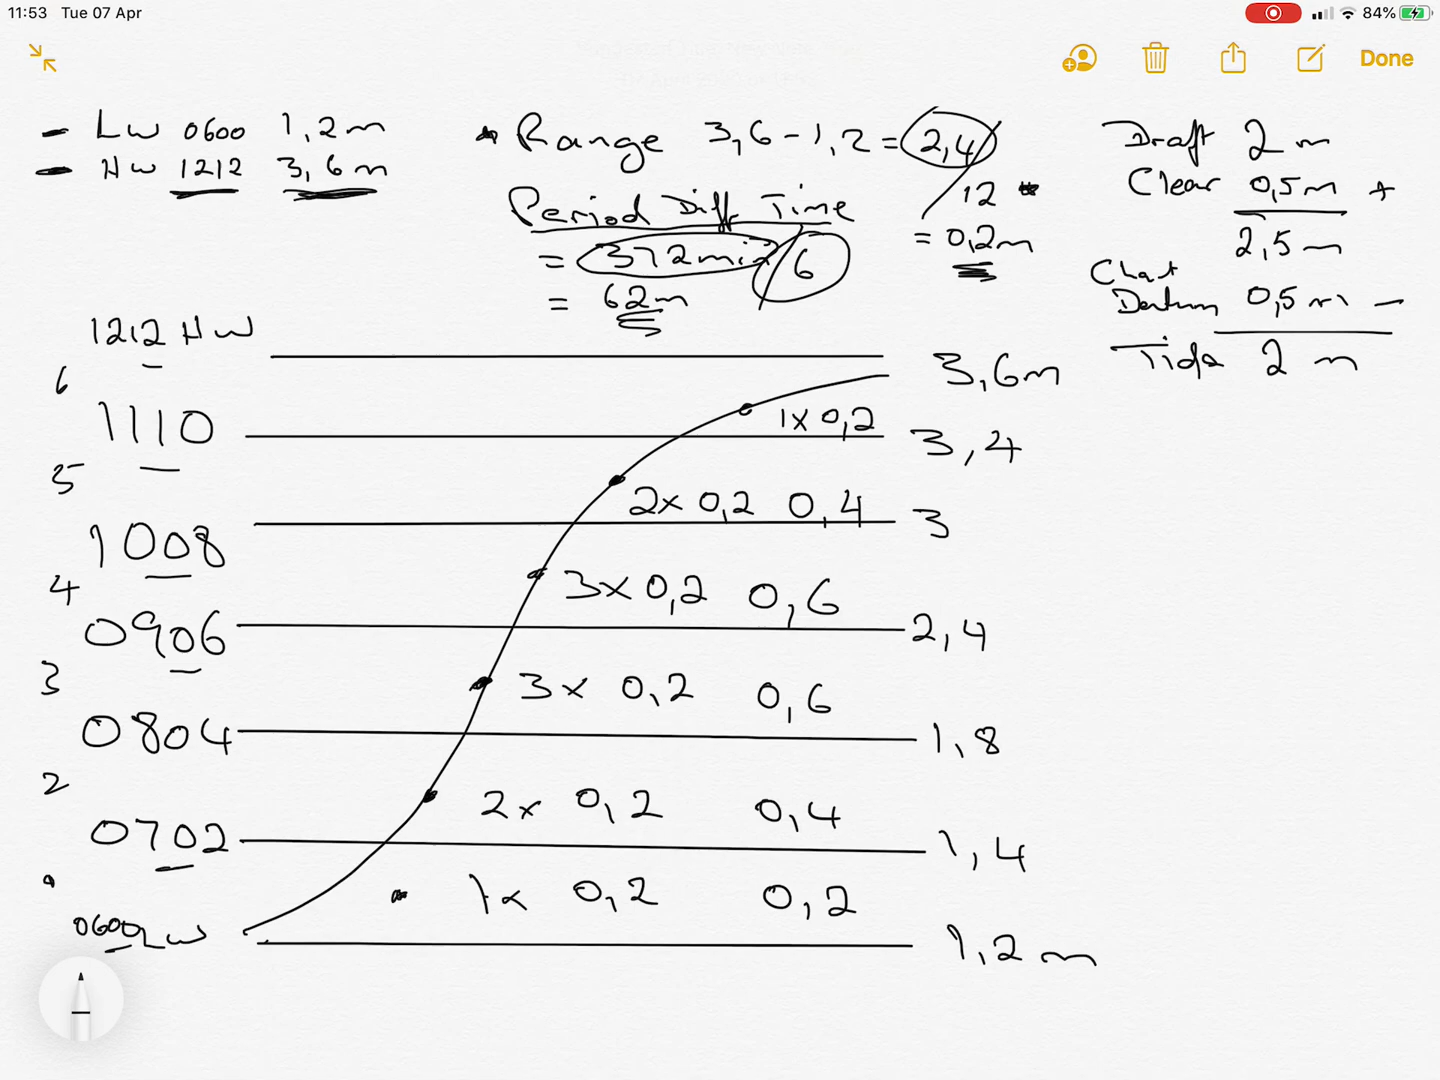 11:53 Tue 07 Apr
84%
Done
- LW 0600 1,2m
- HW 1212 3,6m
Range 3,6-1,2 = 2,4/12
= 0,2m
Period Diff Time
= 372min/6
= 62m
Draft 2 m
Clear 0,5m +
2,5m
Chart
Datum 0,5m -
Tide 2 m
1212 HW
3,6m
6
1x 0,2
1110
3,4
5
2x 0,2 0,4
1008
3
4
3x 0,2 0,6
0906
2,4
3
3x 0,2 0,6
0804
1,8
2
2x 0,2 0,4
0702
1,4
1x 0,2 0,2
0600 LW
1,2m